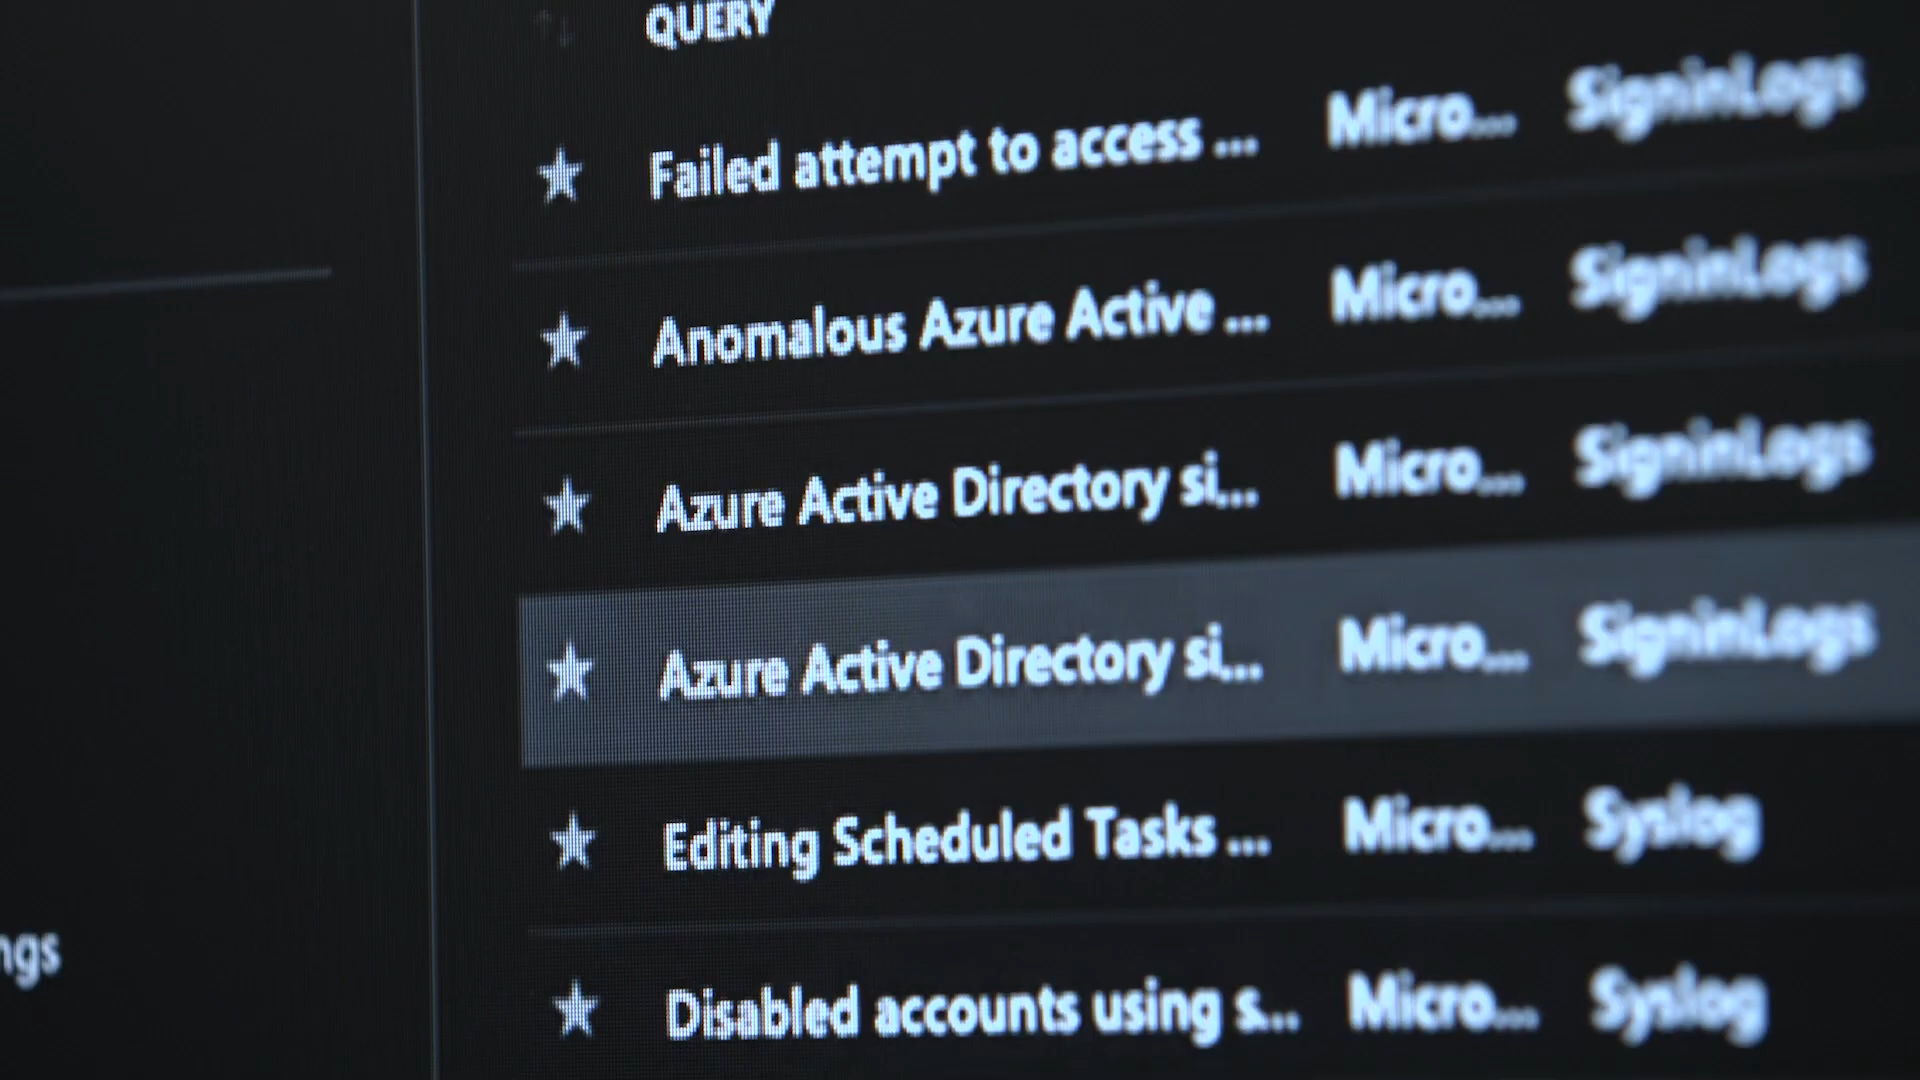 QUERY
Failed attempt to access ... Micro... SigninLogs
Anomalous Azure Active ... Micro... SigninLogs
Azure Active Directory si... Micro... SigninLogs
Azure Active Directory si... Micro... SigninLogs
Editing Scheduled Tasks ... Micro... Syslog
ngs
Disabled accounts using s... Micro... Syslog